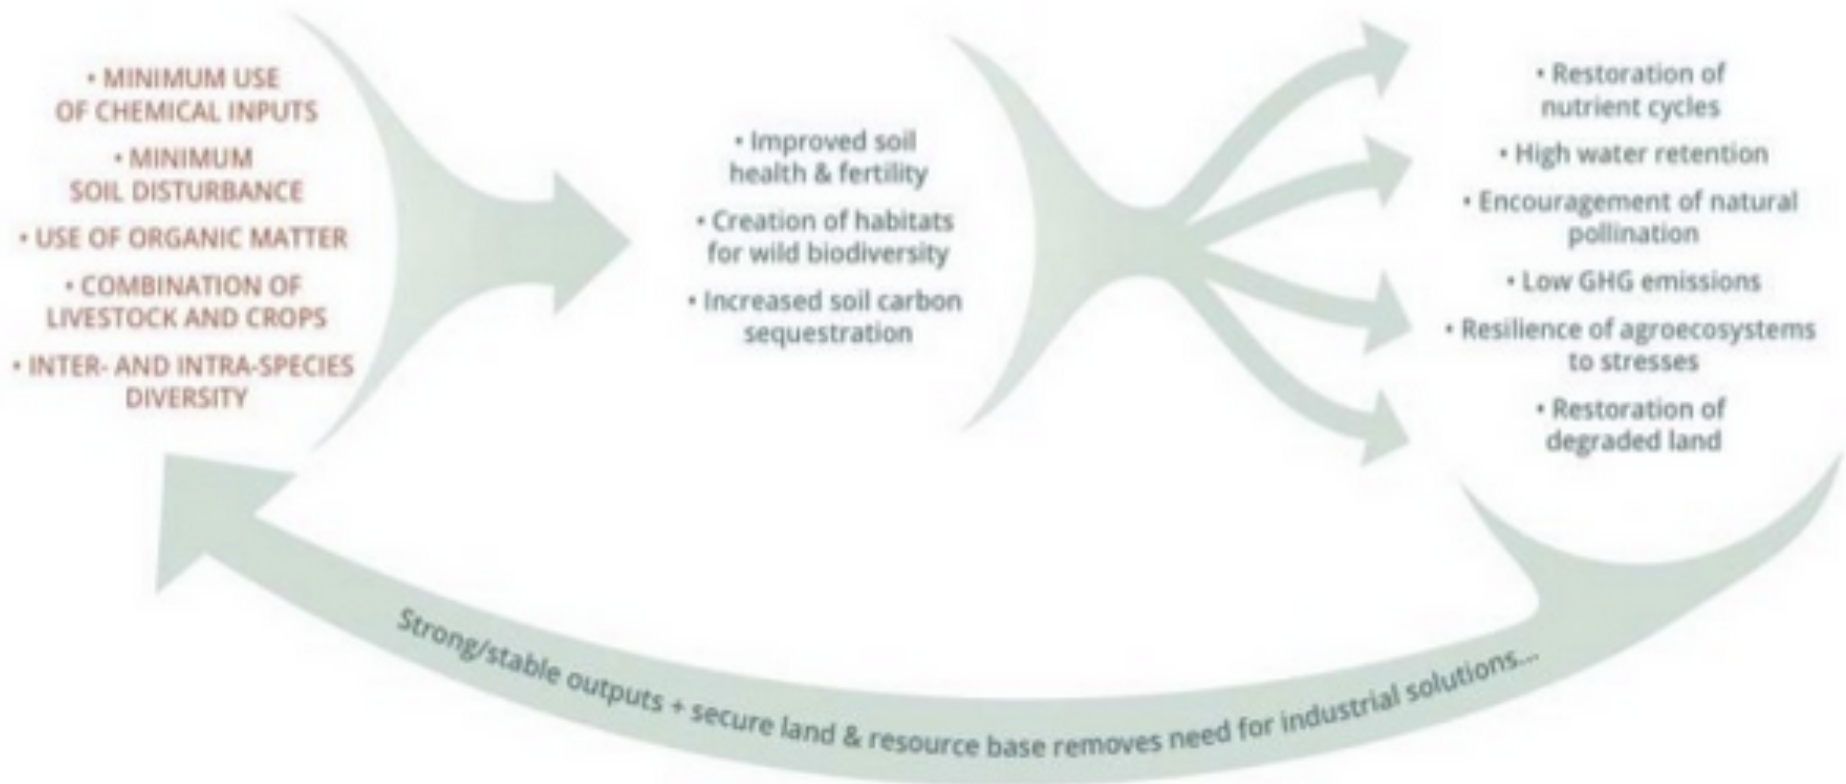 • MINIMUM USE
OF CHEMICAL INPUTS
• MINIMUM
SOIL DISTURBANCE
• USE OF ORGANIC MATTER
• COMBINATION OF
LIVESTOCK AND CROPS
• INTER- AND INTRA-SPECIES
DIVERSITY
• Improved soil
health & fertility
• Creation of habitats
for wild biodiversity
• Increased soil carbon
sequestration
• Restoration of
nutrient cycles
• High water retention
• Encouragement of natural
pollination
• Low GHG emissions
• Resilience of agroecosystems
to stresses
• Restoration of
degraded land
Strong/stable outputs + secure land & resource base removes need for industrial solutions...